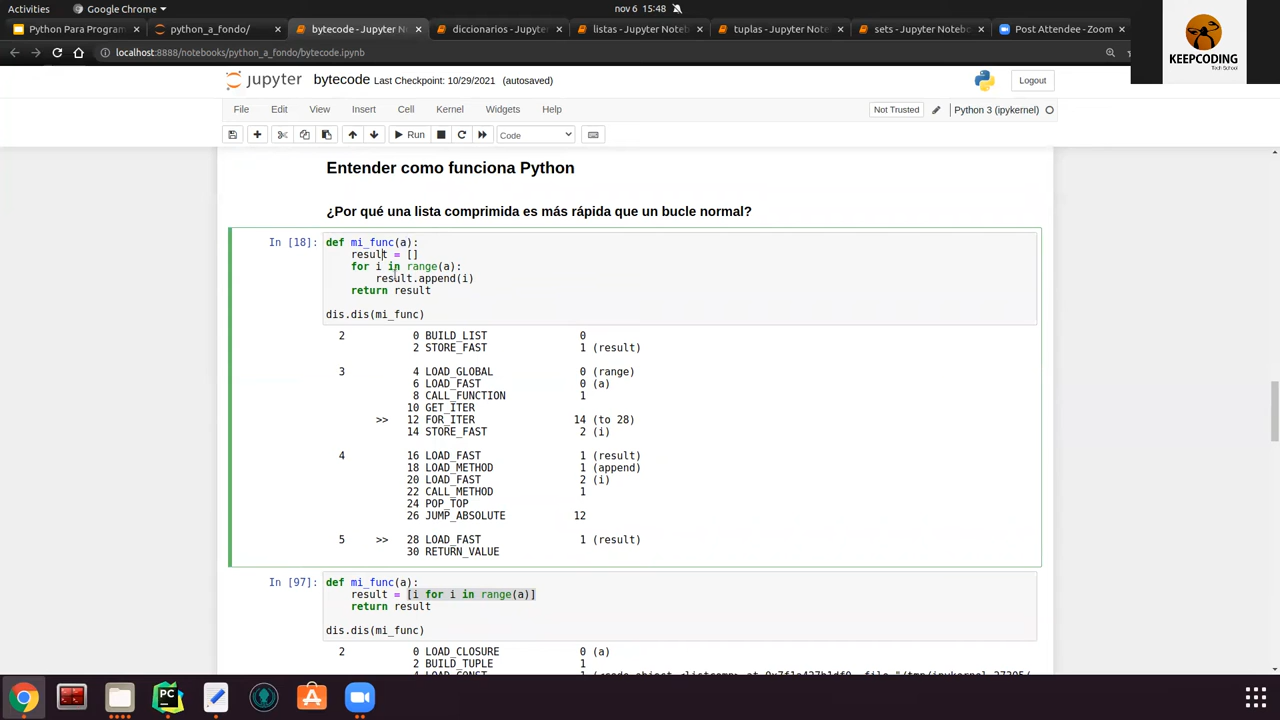 Activities
Google Chrome
nov 6 15:48
Python Para Program
python_a_fondo/
bytecode - Jupyter No
diccionarios - Jupyter
listas - Jupyter Noteb
tuplas - Jupyter Noteb
sets - Jupyter Notebo
Post Attendee - Zoom
localhost:8888/notebooks/python_a_fondo/bytecode.ipynb
KEEPCODING
Tech School
jupyter bytecode Last Checkpoint: 10/29/2021 (autosaved)
Logout
File Edit View Insert Cell Kernel Widgets Help
Not Trusted
Python 3 (ipykernel)
Run
Code
Entender como funciona Python
¿Por qué una lista comprimida es más rápida que un bucle normal?
In [18]: def mi_func(a):
result = []
for i in range(a):
result.append(i)
return result
dis.dis(mi_func)
2 0 BUILD_LIST 0
2 STORE_FAST 1 (result)
3 4 LOAD_GLOBAL 0 (range)
6 LOAD_FAST 0 (a)
8 CALL_FUNCTION 1
10 GET_ITER
>> 12 FOR_ITER 14 (to 28)
14 STORE_FAST 2 (i)
4 16 LOAD_FAST 1 (result)
18 LOAD_METHOD 1 (append)
20 LOAD_FAST 2 (i)
22 CALL_METHOD 1
24 POP_TOP
26 JUMP_ABSOLUTE 12
5 >> 28 LOAD_FAST 1 (result)
30 RETURN_VALUE
In [97]: def mi_func(a):
result = [i for i in range(a)]
return result
dis.dis(mi_func)
2 0 LOAD_CLOSURE 0 (a)
2 BUILD_TUPLE 1
PC